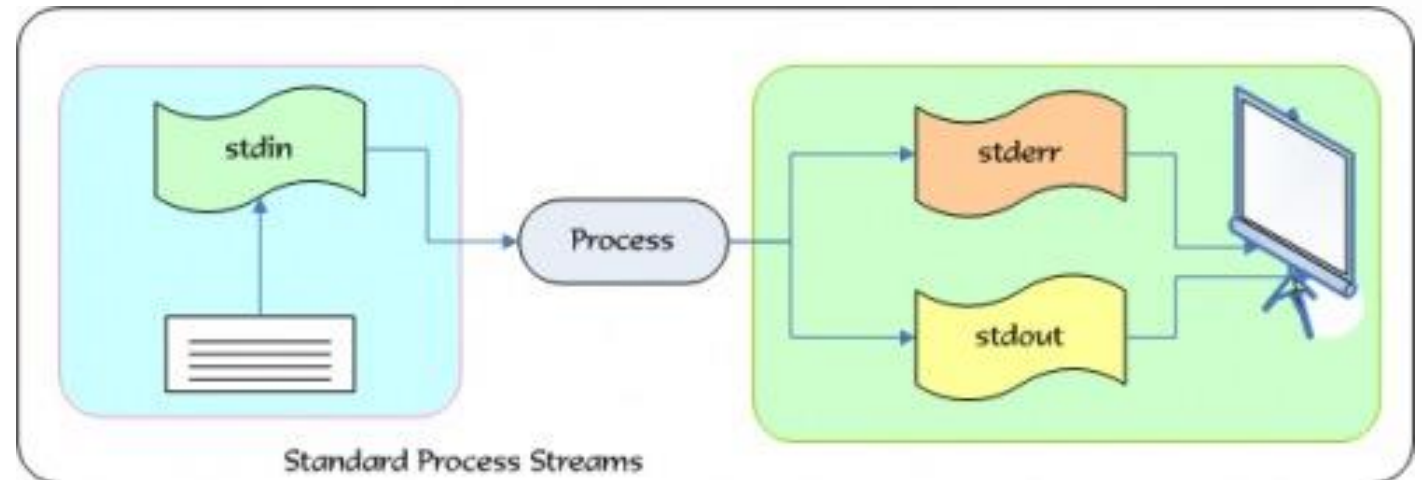 stdin
stderr
Process
stdout
Standard Process Streams